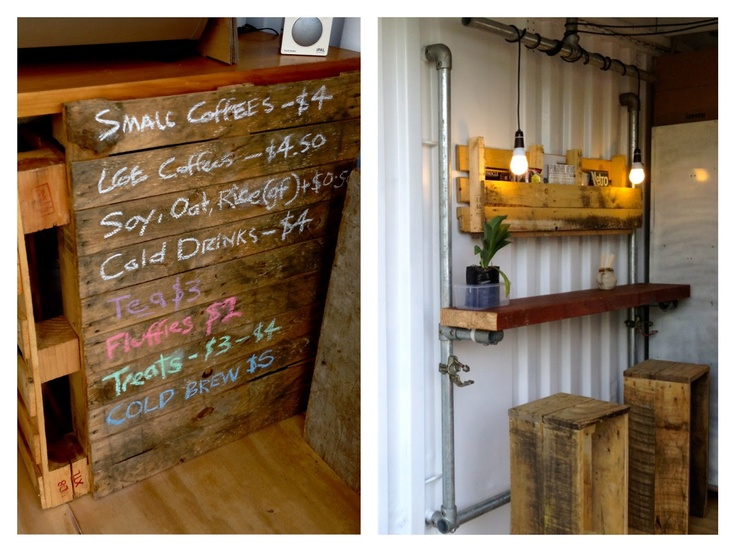 SMALL COFFEES - $4
LGE COFFEES - $4.50
Soy, Oat, Rice(gf) + $0.5
Cold DRINKS - $4
Tea $3
Fluffies $2
Treats - $3 - $4
COLD BREW $5